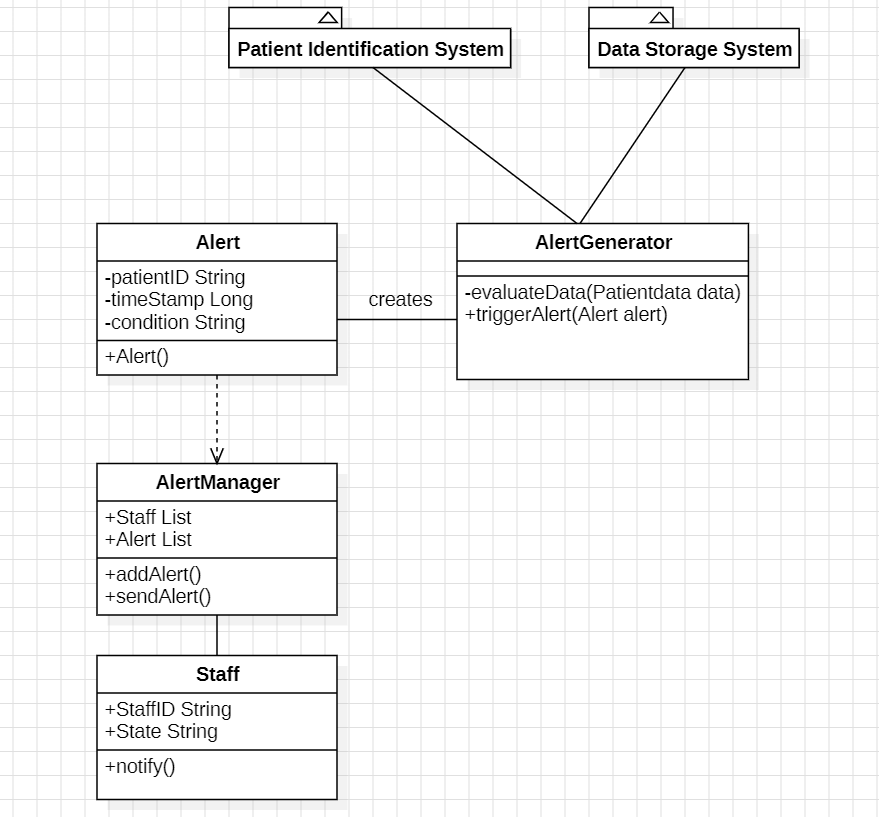 Patient Identification System
Data Storage System
Alert
-patientID String
-timeStamp Long
-condition String
+Alert()
creates
AlertGenerator
-evaluateData(Patientdata data)
+triggerAlert(Alert alert)
AlertManager
+Staff List
+Alert List
+addAlert()
+sendAlert()
Staff
+StaffID String
+State String
+notify()